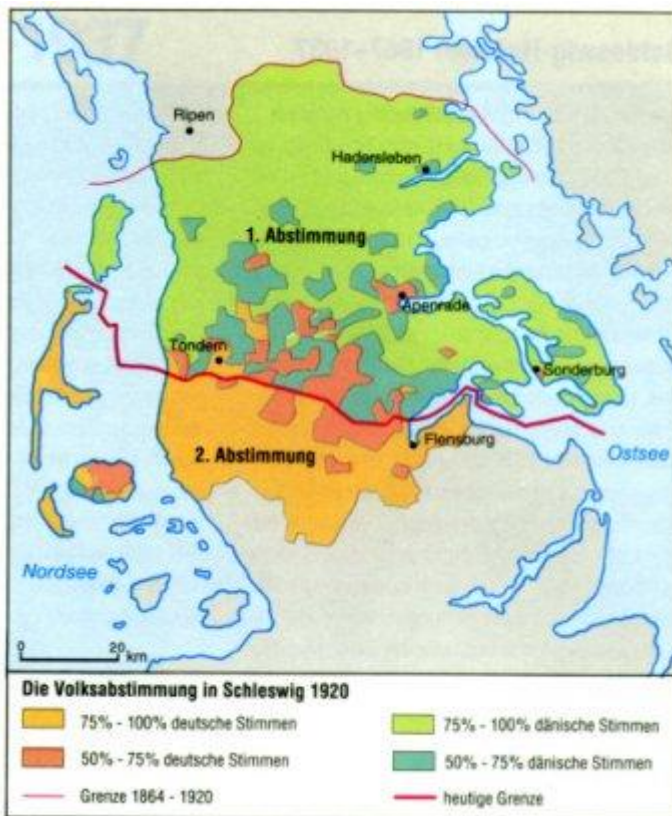 Ripen
Hadersleben
1. Abstimmung
Apenrade
Tondern
Sonderburg
Flensburg
2. Abstimmung
Ostsee
Nordsee
0 20
km
Die Volksabstimmung in Schleswig 1920
75% - 100% deutsche Stimmen
75% - 100% dänische Stimmen
50% - 75% deutsche Stimmen
50% - 75% dänische Stimmen
Grenze 1864 - 1920
heutige Grenze